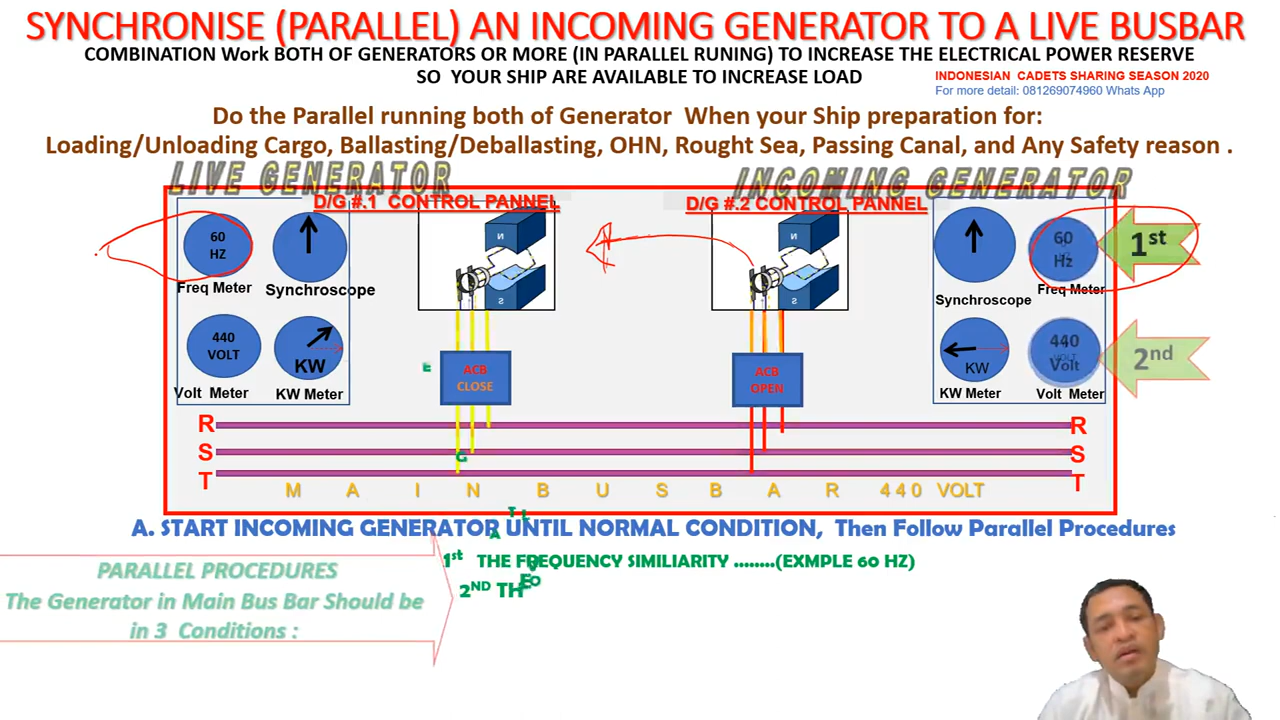 SYNCHRONISE (PARALLEL) AN INCOMING GENERATOR TO A LIVE BUSBAR
COMBINATION Work BOTH OF GENERATORS OR MORE (IN PARALLEL RUNING) TO INCREASE THE ELECTRICAL POWER RESERVE
SO YOUR SHIP ARE AVAILABLE TO INCREASE LOAD
INDONESIAN CADETS SHARING SEASON 2020
For more detail: 081269074960 Whats App
Do the Parallel running both of Generator When your Ship preparation for:
Loading/Unloading Cargo, Ballasting/Deballasting, OHN, Rought Sea, Passing Canal, and Any Safety reason .
LIVE GENERATOR
INCOMING GENERATOR
D/G #.1 CONTROL PANNEL
D/G #.2 CONTROL PANNEL
60
HZ
Freq Meter
Synchroscope
N
S
N
S
Synchroscope
60
Hz
Freq Meter
1st
440
VOLT
Volt Meter
KW
KW Meter
ACB
CLOSE
ACB
OPEN
KW
KW Meter
440
Volt
Volt Meter
2nd
E
R
S
T
G
R
S
T
MAIN BUSBAR 440 VOLT
T L
A
A. START INCOMING GENERATOR UNTIL NORMAL CONDITION, Then Follow Parallel Procedures
PARALLEL PROCEDURES
The Generator in Main Bus Bar Should be
in 3 Conditions :
1st THE FREQUENCY SIMILIARITY ........(EXMPLE 60 HZ)
2ND TH